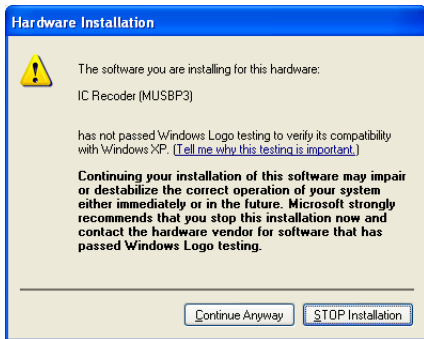 Hardware Installation
The software you are installing for this hardware:
IC Recoder (MUSBP3)
has not passed Windows Logo testing to verify its compatibility
with Windows XP. (Tell me why this testing is important.)
Continuing your installation of this software may impair
or destabilize the correct operation of your system
either immediately or in the future. Microsoft strongly
recommends that you stop this installation now and
contact the hardware vendor for software that has
passed Windows Logo testing.
Continue Anyway STOP Installation